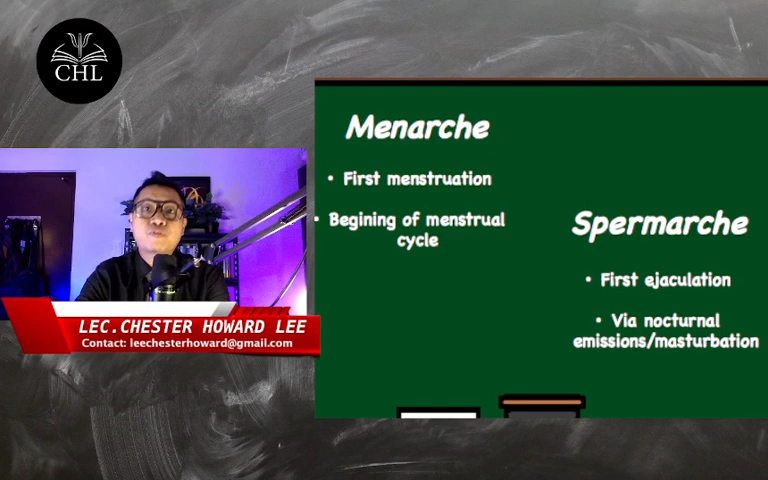 CHL
Menarche
• First menstruation
• Begining of menstrual
cycle
Spermarche
• First ejaculation
• Via nocturnal
emissions/masturbation
LEC.CHESTER HOWARD LEE
Contact: leechesterhoward@gmail.com